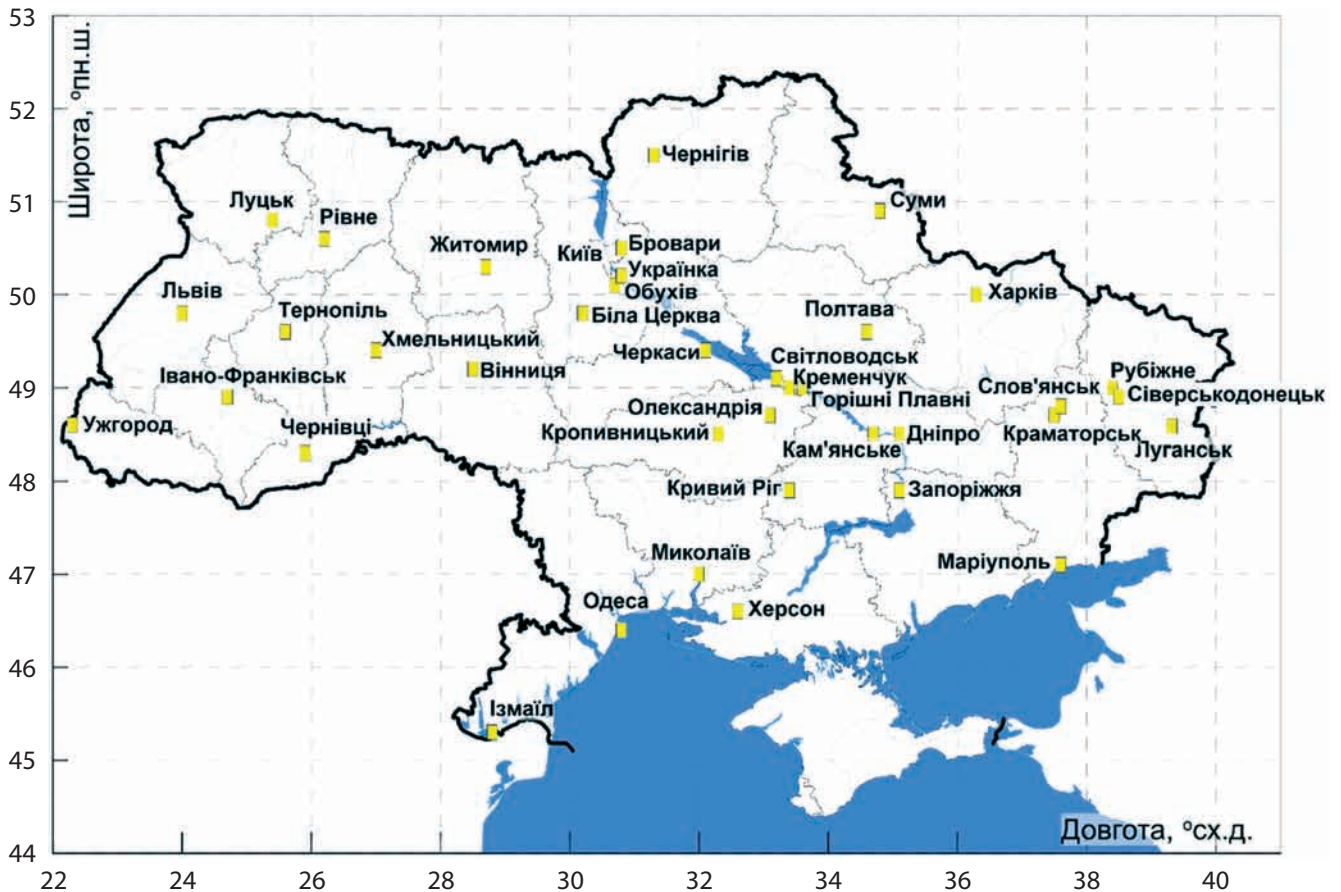 53
52
51
50
49
48
47
46
45
44
Широта, ºпн.ш.
Чернігів
Луцьк
Суми
Рівне
Житомир
Бровари
Київ
Українка
Львів
Обухів
Харків
Тернопіль
Біла Церква
Полтава
Хмельницький
Черкаси
Світловодськ
Вінниця
Івано-Франківськ
Кременчук
Рубіжне
Слов'янськ
Сіверськодонецьк
Горішні Плавні
Олександрія
Ужгород
Чернівці
Кропивницький
Дніпро
Краматорськ
Кам'янське
Луганськ
Кривий Ріг
Запоріжжя
Миколаїв
Маріуполь
Одеса
Херсон
Ізмаїл
Довгота, ºсх.д.
22 24 26 28 30 32 34 36 38 40